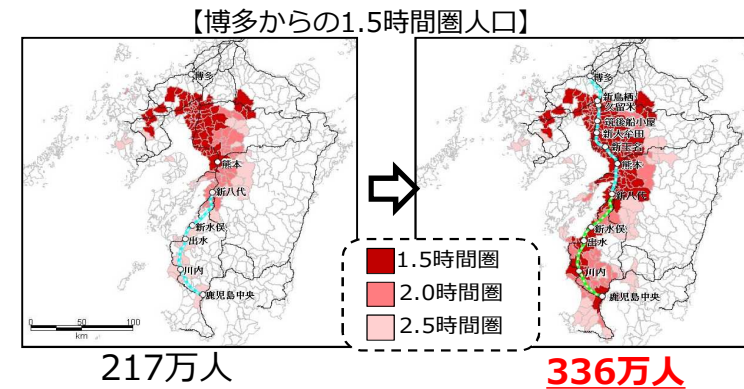 【博多からの1.5時間圏人口】
博多
熊本
新八代
新水俣
出水
川内
鹿児島中央
0 50 100
km
217万人
1.5時間圏
2.0時間圏
2.5時間圏
博多
新鳥栖
久留米
筑後船小屋
新大牟田
新玉名
熊本
新八代
新水俣
出水
川内
鹿児島中央
336万人